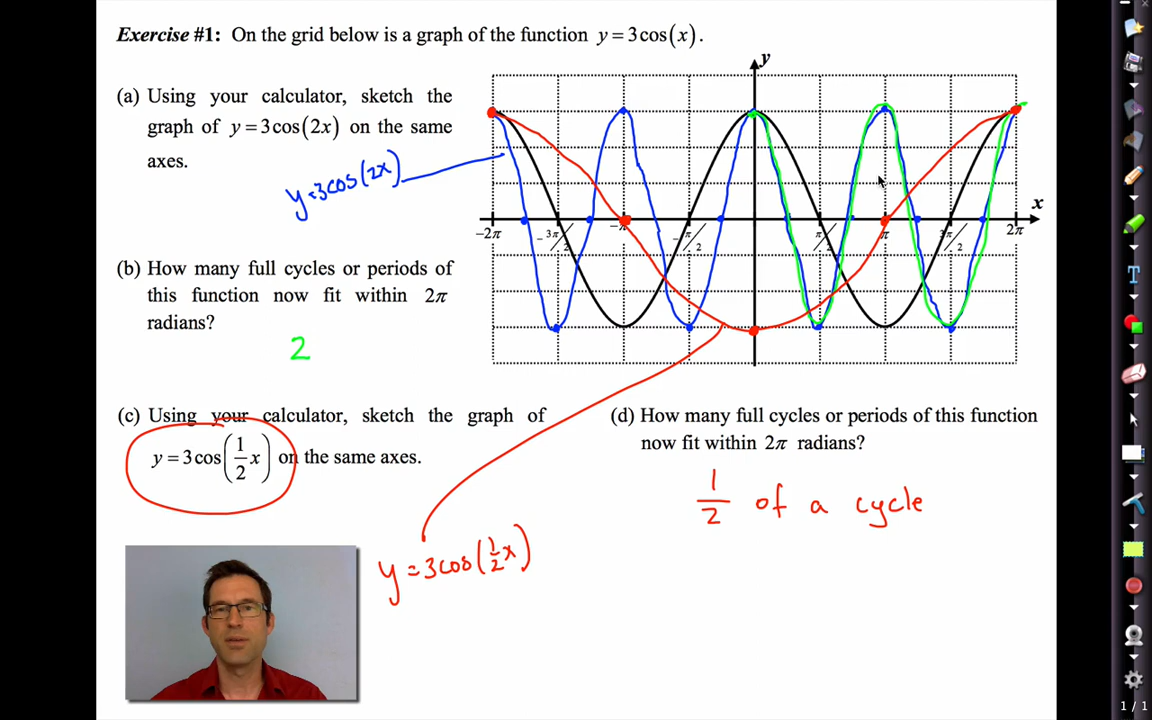 Exercise #1: On the grid below is a graph of the function y = 3cos(x).
(a) Using your calculator, sketch the
graph of y = 3cos(2x) on the same
axes.
y=3cos(2x)
y
x
-2π
-3π/2
-π
-π/2
π/2
π
3π/2
2π
(b) How many full cycles or periods of
this function now fit within 2π
radians?
2
(c) Using your calculator, sketch the graph of
y = 3cos(1/2 x) on the same axes.
y=3cos(1/2 x)
(d) How many full cycles or periods of this function
now fit within 2π radians?
1/2 of a cycle
T
1 / 1